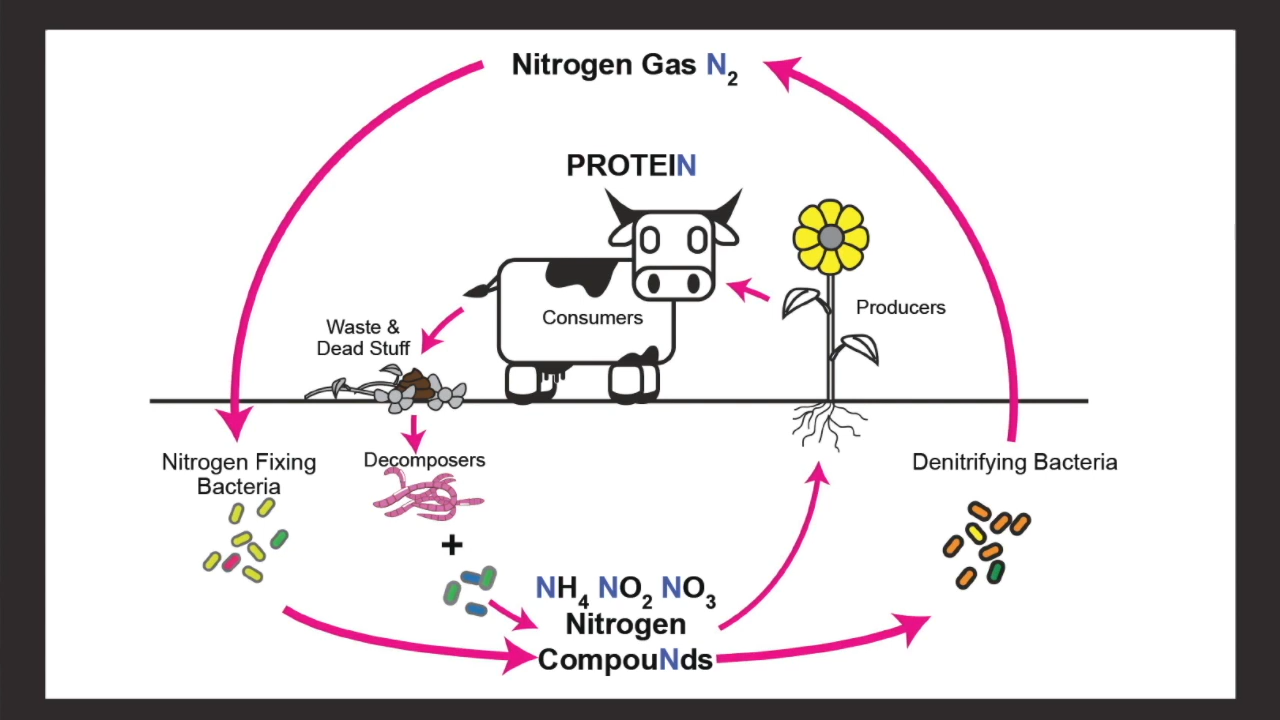 Nitrogen Gas N2
PROTEIN
Consumers
Producers
Waste &
Dead Stuff
Nitrogen Fixing
Bacteria
Decomposers
Denitrifying Bacteria
+
NH4 NO2 NO3
Nitrogen
CompouNds